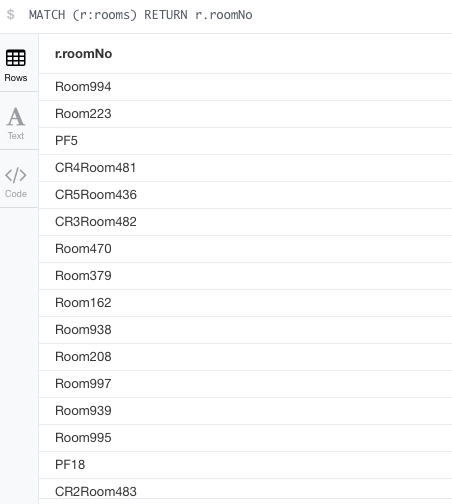 $ MATCH (r:rooms) RETURN r.roomNo
Rows
Text
Code
r.roomNo
Room994
Room223
PF5
CR4Room481
CR5Room436
CR3Room482
Room470
Room379
Room162
Room938
Room208
Room997
Room939
Room995
PF18
CR2Room483